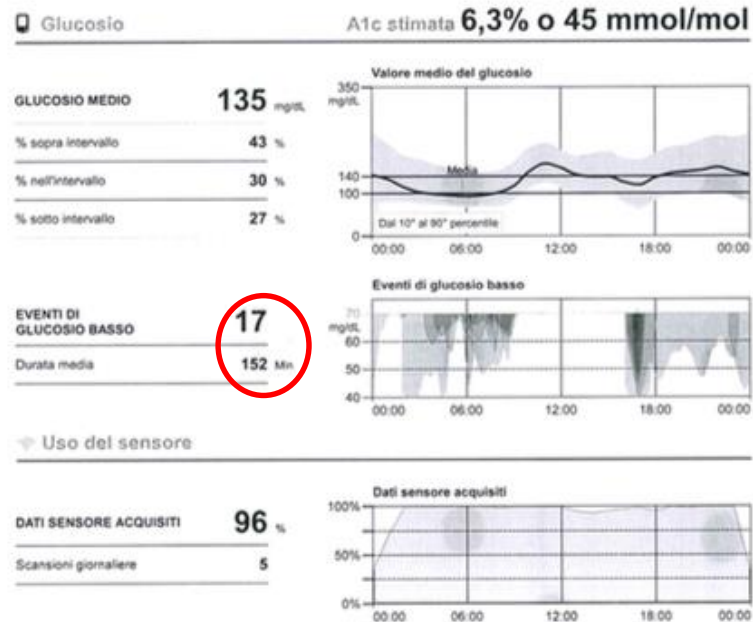 Glucosio
A1c stimata 6,3% o 45 mmol/mol
GLUCOSIO MEDIO 135 mg/dL
% sopra intervallo 43 %
% nell'intervallo 30 %
% sotto intervallo 27 %
Valore medio del glucosio
350
mg/dL
140
100
0
Media
Dal 10° al 90° percentile
00:00 06:00 12:00 18:00 00:00
EVENTI DI
GLUCOSIO BASSO 17
Durata media 152 Min
Eventi di glucosio basso
70
mg/dL
60
50
40
00:00 06:00 12:00 18:00 00:00
Uso del sensore
DATI SENSORE ACQUISITI 96 %
Scansioni giornaliere 5
Dati sensore acquisiti
100%
50%
0%
00:00 06:00 12:00 18:00 00:00